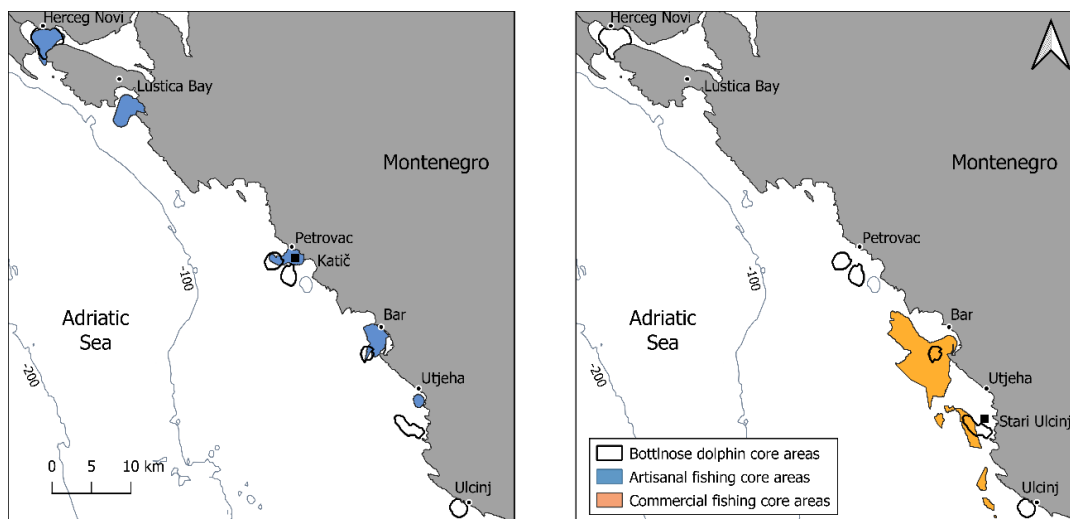 Herceg Novi
Lustica Bay
Montenegro
Petrovac
Katič
-100
Adriatic
Sea
Bar
-200
Utjeha
0 5 10 km
Ulcinj
Herceg Novi
Lustica Bay
Montenegro
Petrovac
-100
Adriatic
Sea
Bar
-200
Utjeha
Stari Ulcinj
Bottlnose dolphin core areas
Artisanal fishing core areas
Commercial fishing core areas
Ulcinj